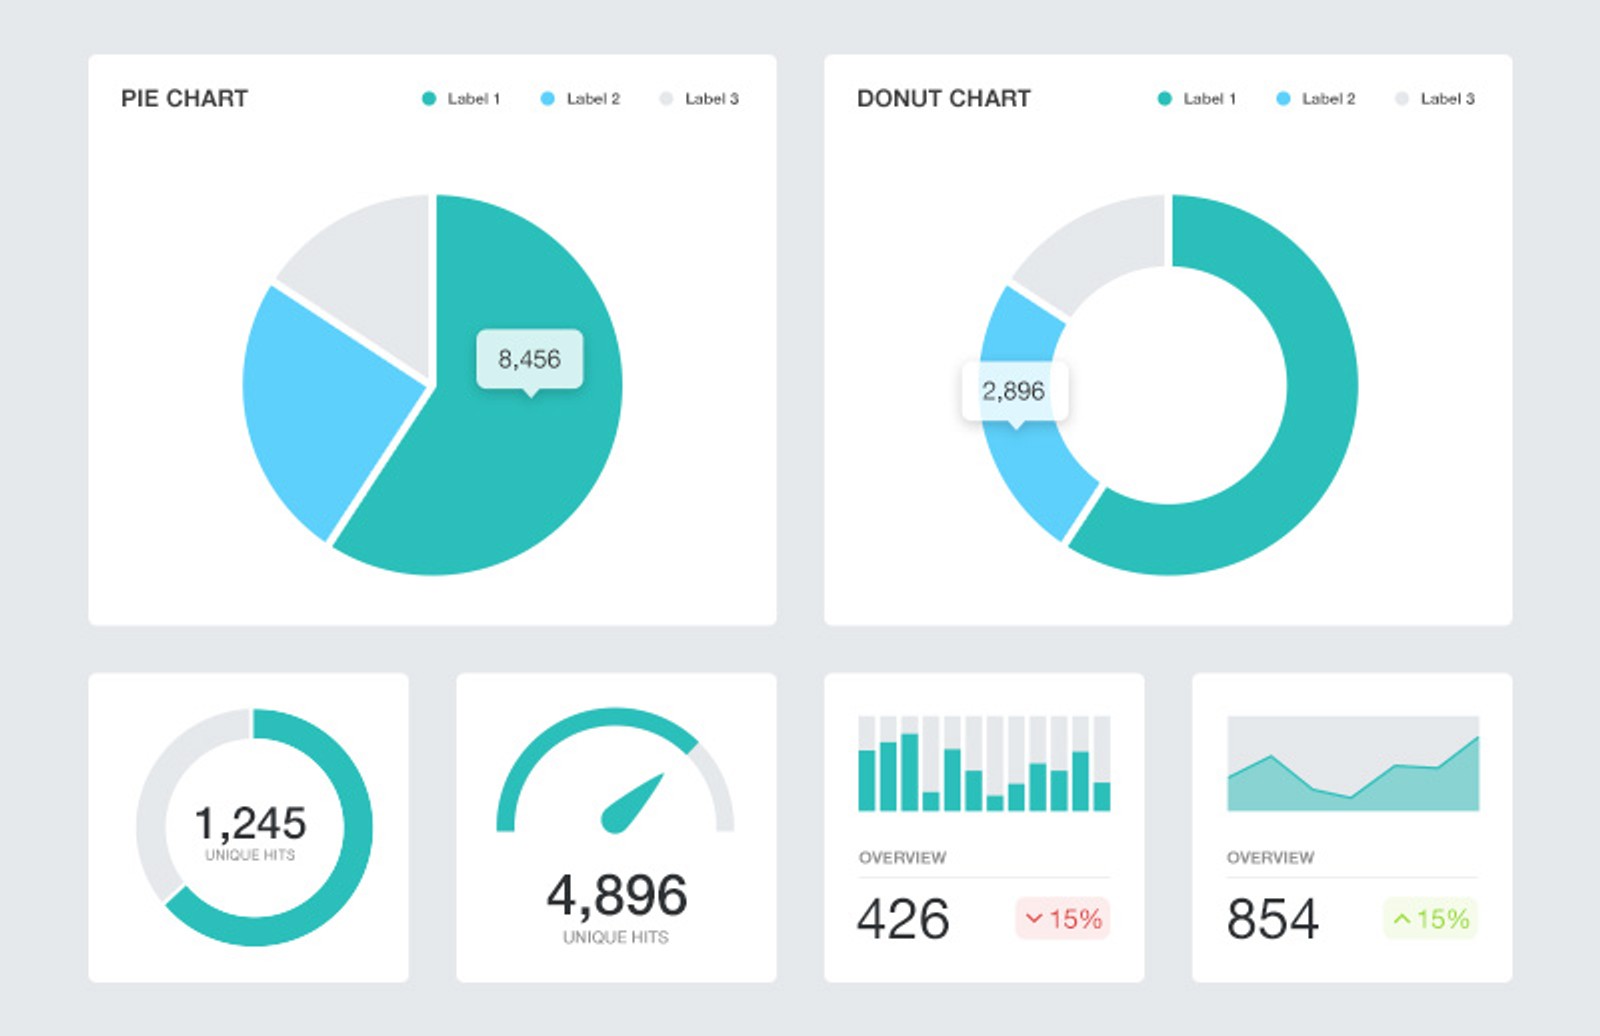 PIE CHART
Label 1
Label 2
Label 3
8,456
DONUT CHART
Label 1
Label 2
Label 3
2,896
1,245
UNIQUE HITS
4,896
UNIQUE HITS
OVERVIEW
426
15%
OVERVIEW
854
15%